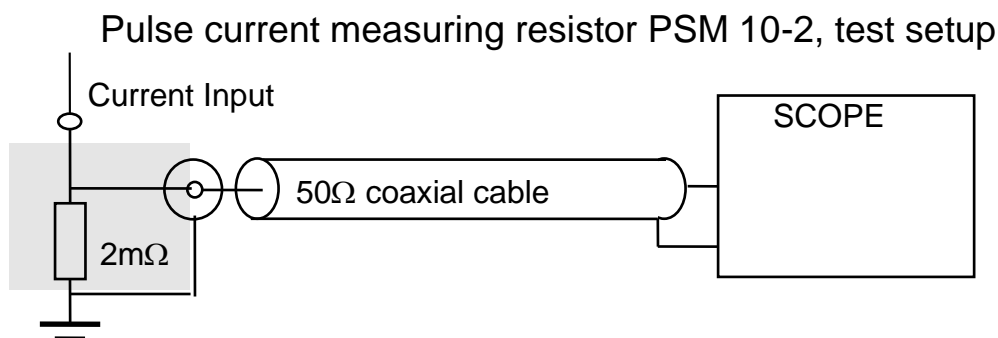 Pulse current measuring resistor PSM 10-2, test setup
Current Input
SCOPE
50Ω coaxial cable
2mΩ